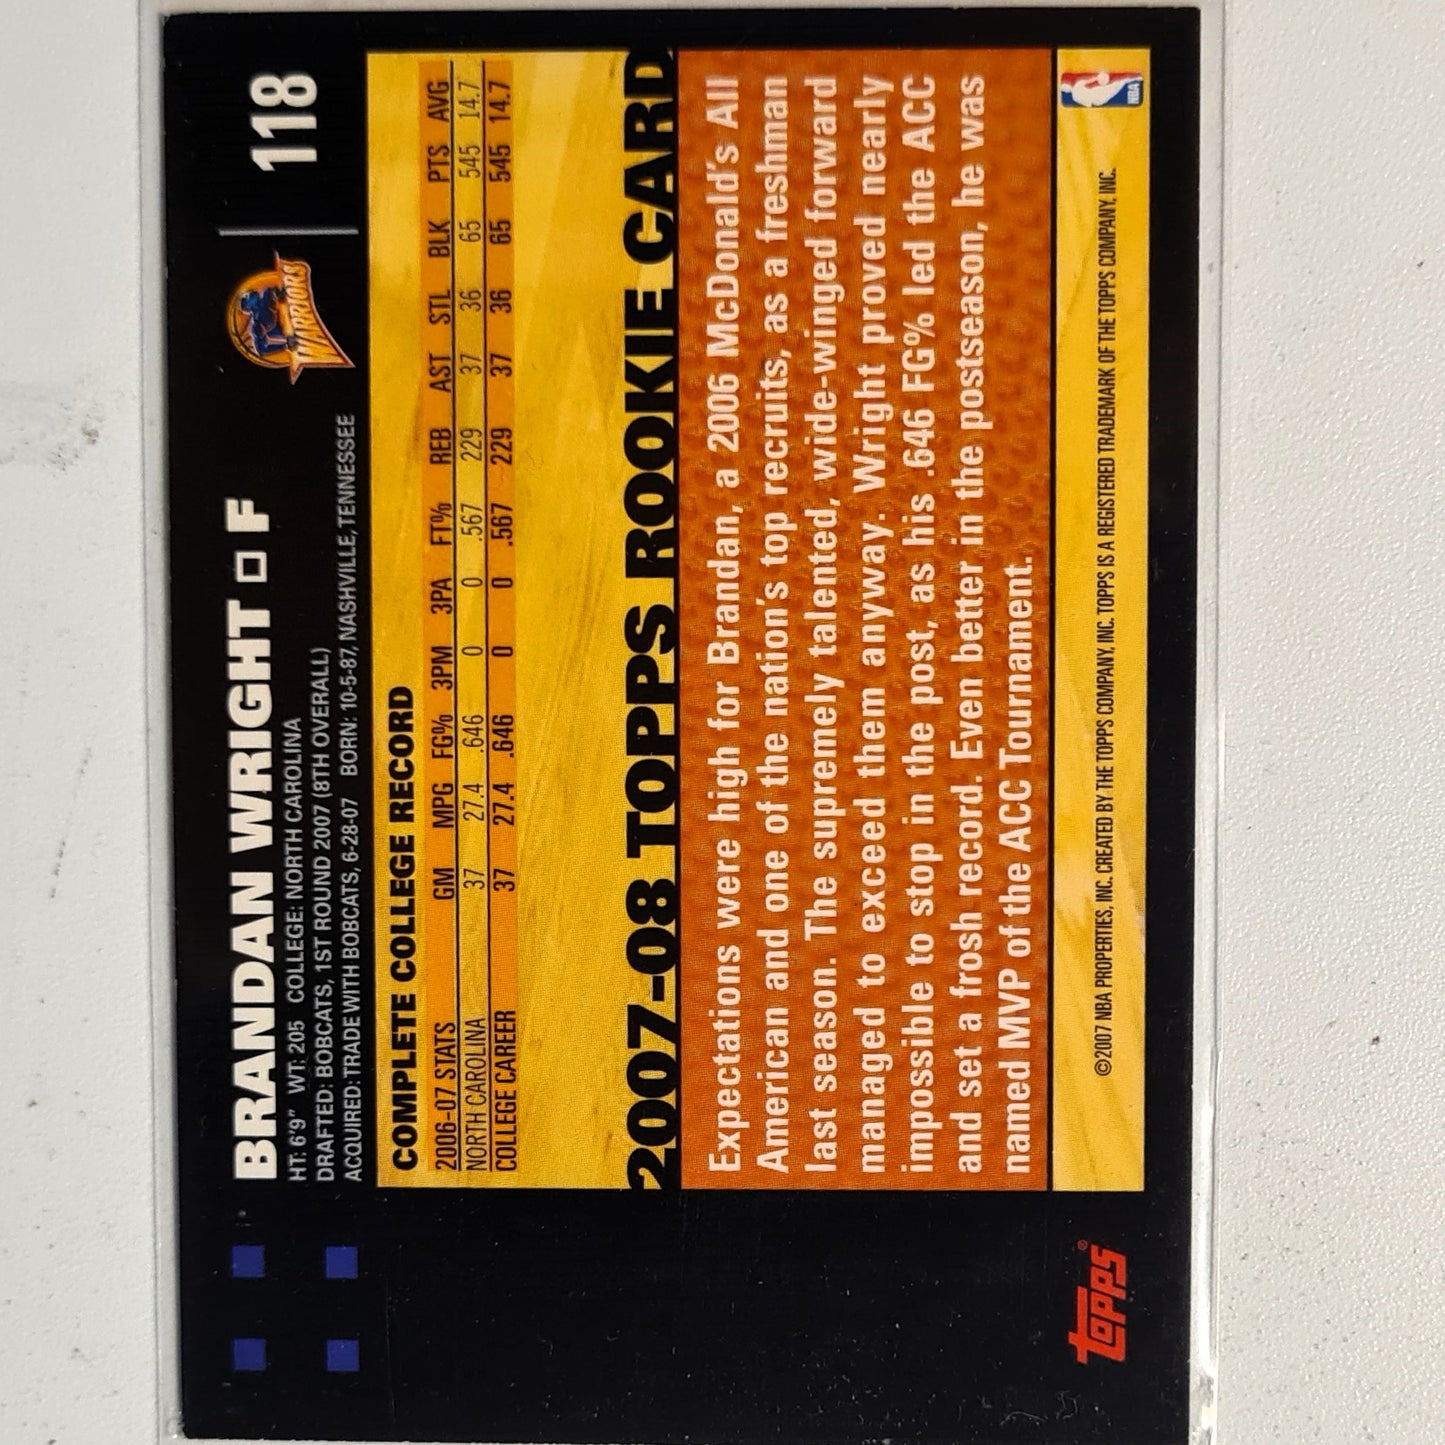 BRANDAN WRIGHT □ F
118
HT: 6'9" WT: 205 COLLEGE: NORTH CAROLINA
DRAFTED: BOBCATS, 1ST ROUND 2007 (8TH OVERALL)
ACQUIRED: TRADE WITH BOBCATS, 6-28-07 BORN: 10-5-87, NASHVILLE, TENNESSEE
WARRIORS
COMPLETE COLLEGE RECORD
2006-07 STATS GM MPG FG% 3PM 3PA FT% REB AST STL BLK PTS AVG
NORTH CAROLINA 37 27.4 .646 0 0 .567 229 37 36 65 545 14.7
COLLEGE CAREER 37 27.4 .646 0 0 .567 229 37 36 65 545 14.7
2007-08 TOPPS ROOKIE CARD
Expectations were high for Brandan, a 2006 McDonald's All
American and one of the nation's top recruits, as a freshman
last season. The supremely talented, wide-winged forward
managed to exceed them anyway. Wright proved nearly
impossible to stop in the post, as his .646 FG% led the ACC
and set a frosh record. Even better in the postseason, he was
named MVP of the ACC Tournament.
topps®
©2007 NBA PROPERTIES, INC. CREATED BY THE TOPPS COMPANY, INC. TOPPS IS A REGISTERED TRADEMARK OF THE TOPPS COMPANY, INC.
NBA